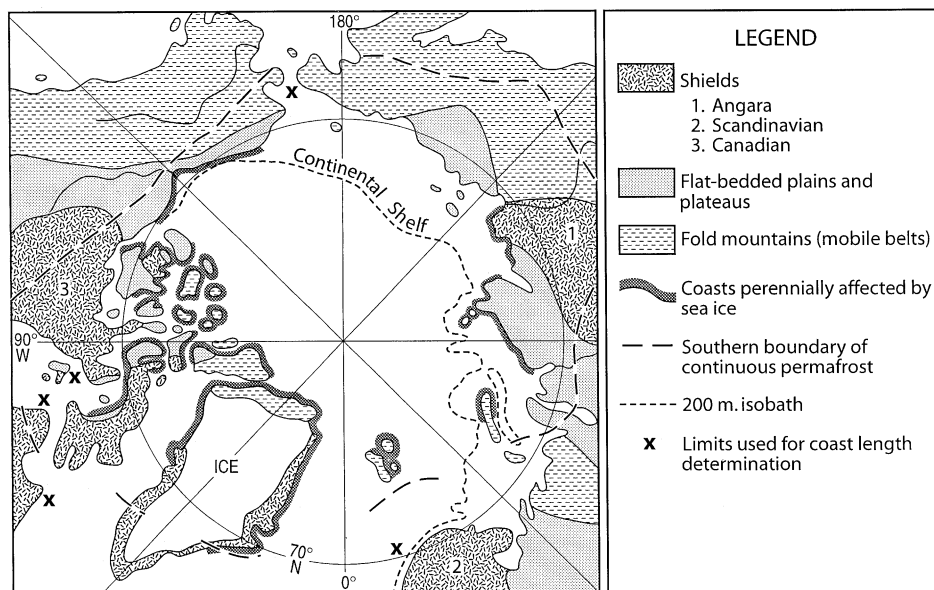 180°
x
Continental
Shelf
1
3
90°
W
x
x
ICE
x
70°
N
x
0°
2
LEGEND
Shields
1. Angara
2. Scandinavian
3. Canadian
Flat-bedded plains and
plateaus
Fold mountains (mobile belts)
Coasts perennially affected by
sea ice
Southern boundary of
continuous permafrost
200 m. isobath
x Limits used for coast length
determination